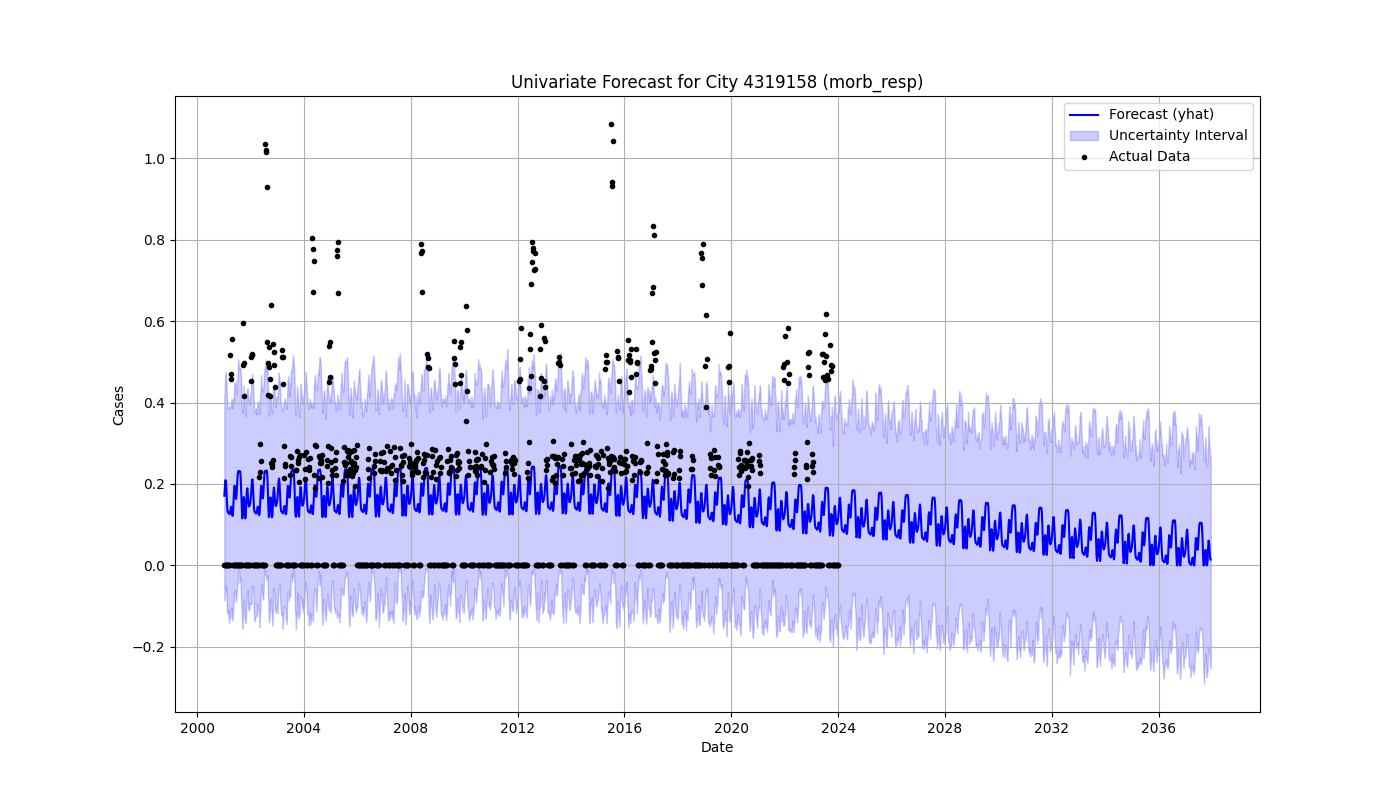 Univariate Forecast for City 4319158 (morb_resp)
Forecast (yhat)
Uncertainty Interval
Actual Data
Cases
1.0
0.8
0.6
0.4
0.2
0.0
−0.2
2000 2004 2008 2012 2016 2020 2024 2028 2032 2036
Date